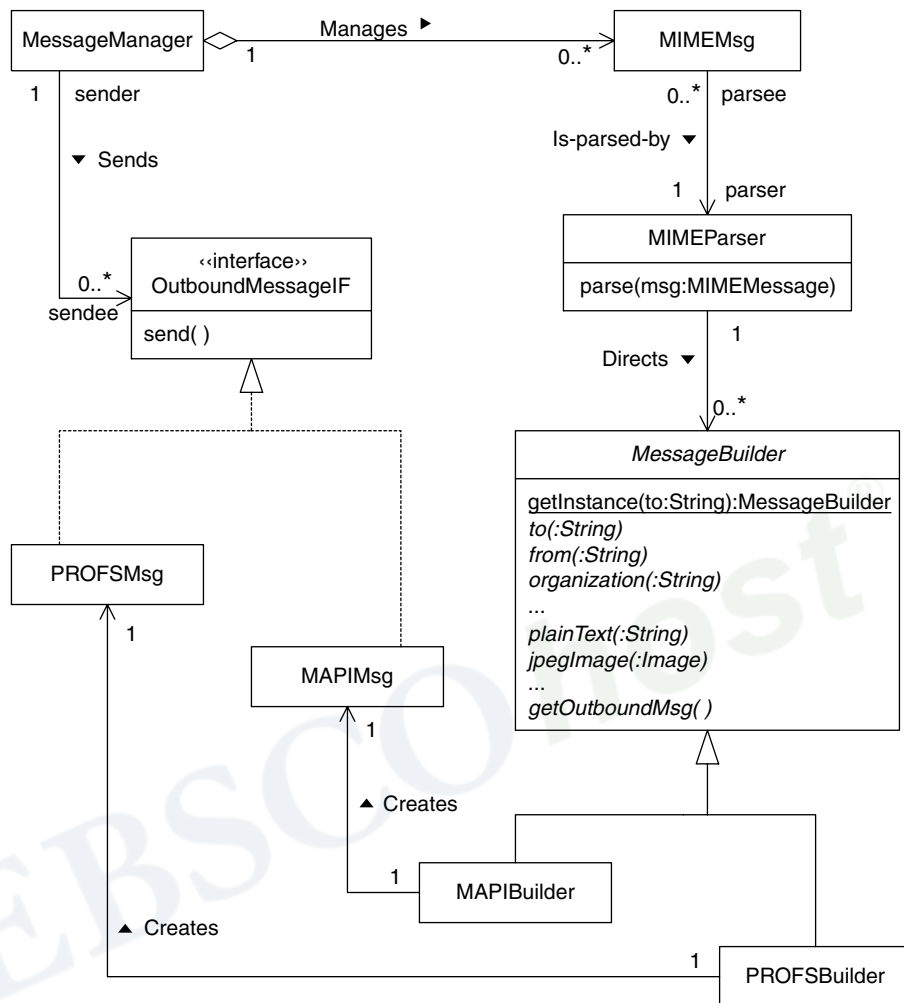 MessageManager
Manages ►
1
0..*
MIMEMsg
1
sender
0..*
parsee
▼ Sends
Is-parsed-by ▼
1
parser
MIMEParser
parse(msg:MIMEMessage)
‹‹interface››
OutboundMessageIF
send( )
0..*
sendee
1
Directs ▼
0..*
MessageBuilder
getInstance(to:String):MessageBuilder
to(:String)
from(:String)
organization(:String)
...
plainText(:String)
jpegImage(:Image)
...
getOutboundMsg( )
PROFSMsg
1
MAPIMsg
1
▲ Creates
1
MAPIBuilder
▲ Creates
1
PROFSBuilder
EBSCOhost®